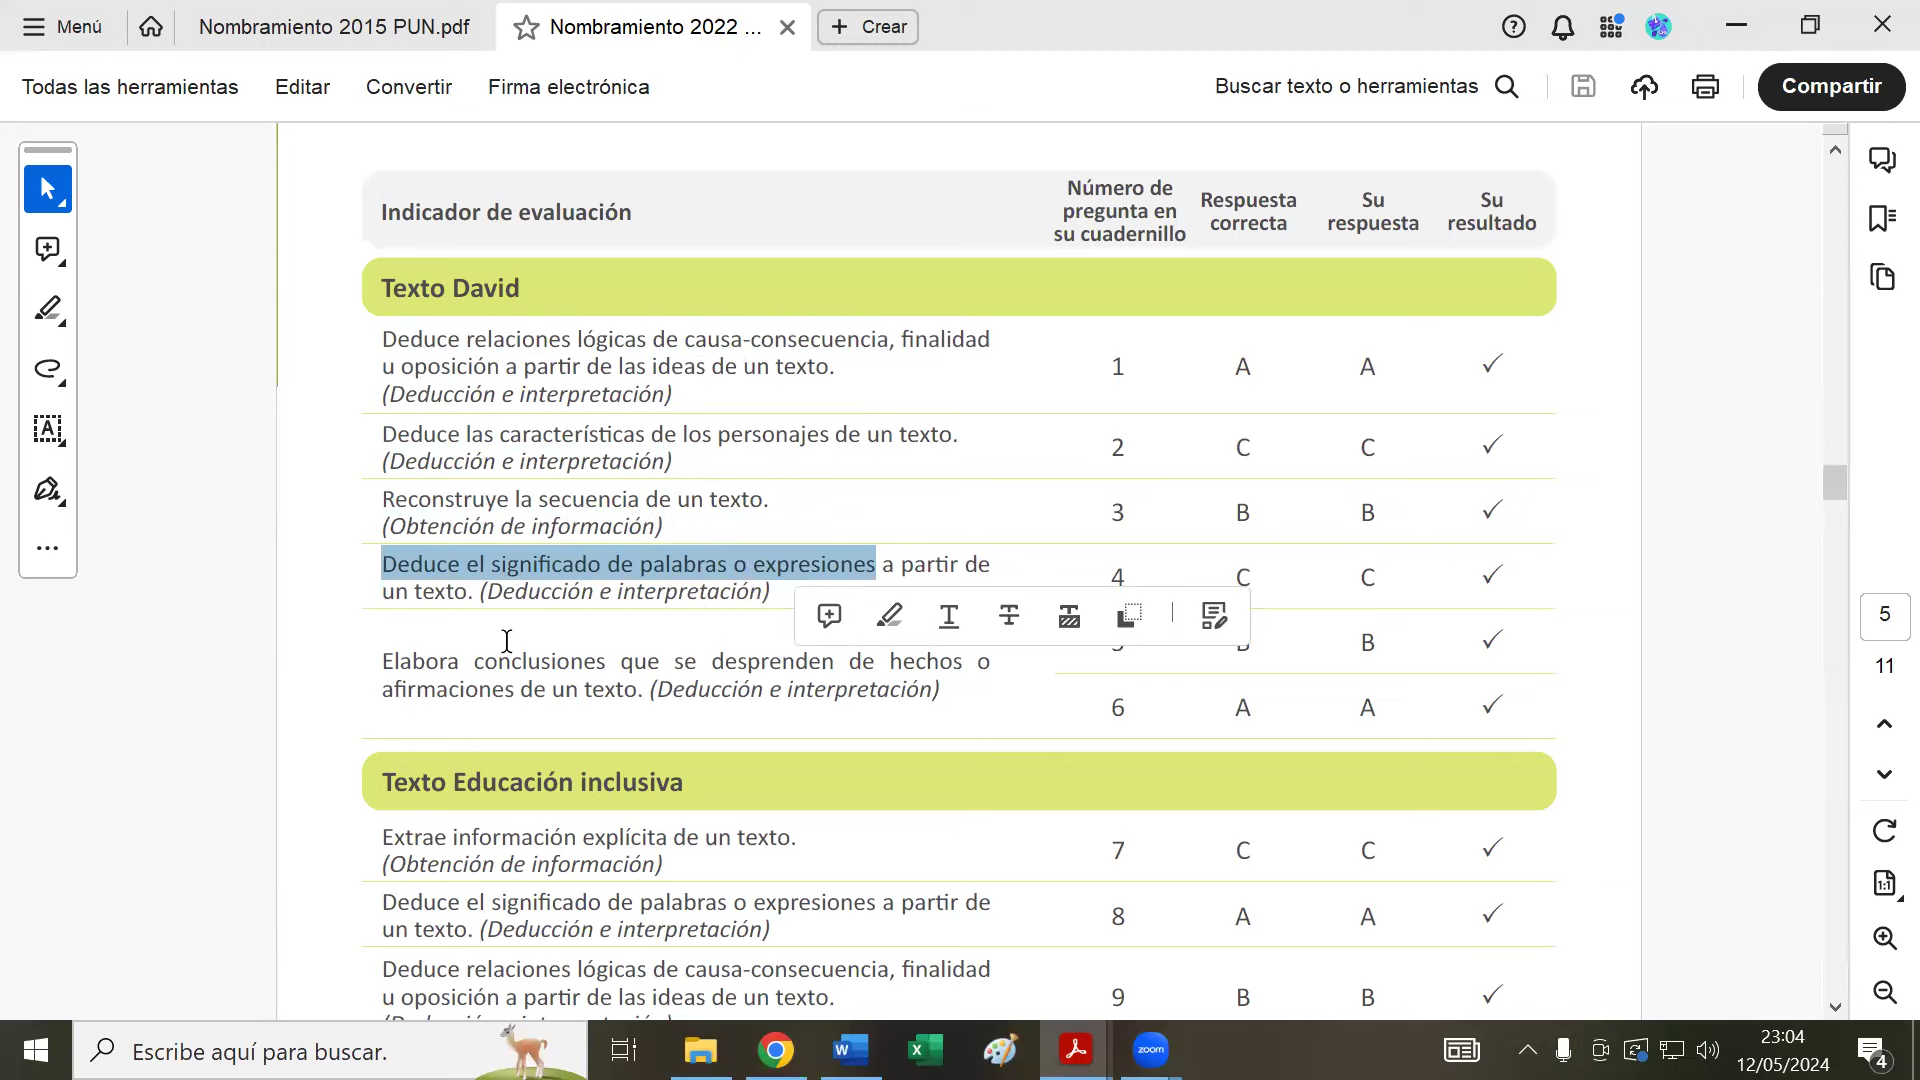 Menú
Nombramiento 2015 PUN.pdf
Nombramiento 2022 ...
Crear
Todas las herramientas
Editar
Convertir
Firma electrónica
Buscar texto o herramientas
Compartir
Indicador de evaluación
Número de
pregunta en
su cuadernillo
Respuesta
correcta
Su
respuesta
Su
resultado
Texto David
Deduce relaciones lógicas de causa-consecuencia, finalidad
u oposición a partir de las ideas de un texto.
(Deducción e interpretación)
1 A A ✓
Deduce las características de los personajes de un texto.
(Deducción e interpretación)
2 C C ✓
Reconstruye la secuencia de un texto.
(Obtención de información)
3 B B ✓
Deduce el significado de palabras o expresiones a partir de
un texto. (Deducción e interpretación)
4 C C ✓
Elabora conclusiones que se desprenden de hechos o
afirmaciones de un texto. (Deducción e interpretación)
B ✓
6 A A ✓
Texto Educación inclusiva
Extrae información explícita de un texto.
(Obtención de información)
7 C C ✓
Deduce el significado de palabras o expresiones a partir de
un texto. (Deducción e interpretación)
8 A A ✓
Deduce relaciones lógicas de causa-consecuencia, finalidad
u oposición a partir de las ideas de un texto.
9 B B ✓
5
11
1:1
Escribe aquí para buscar.
zoom
23:04
12/05/2024
4